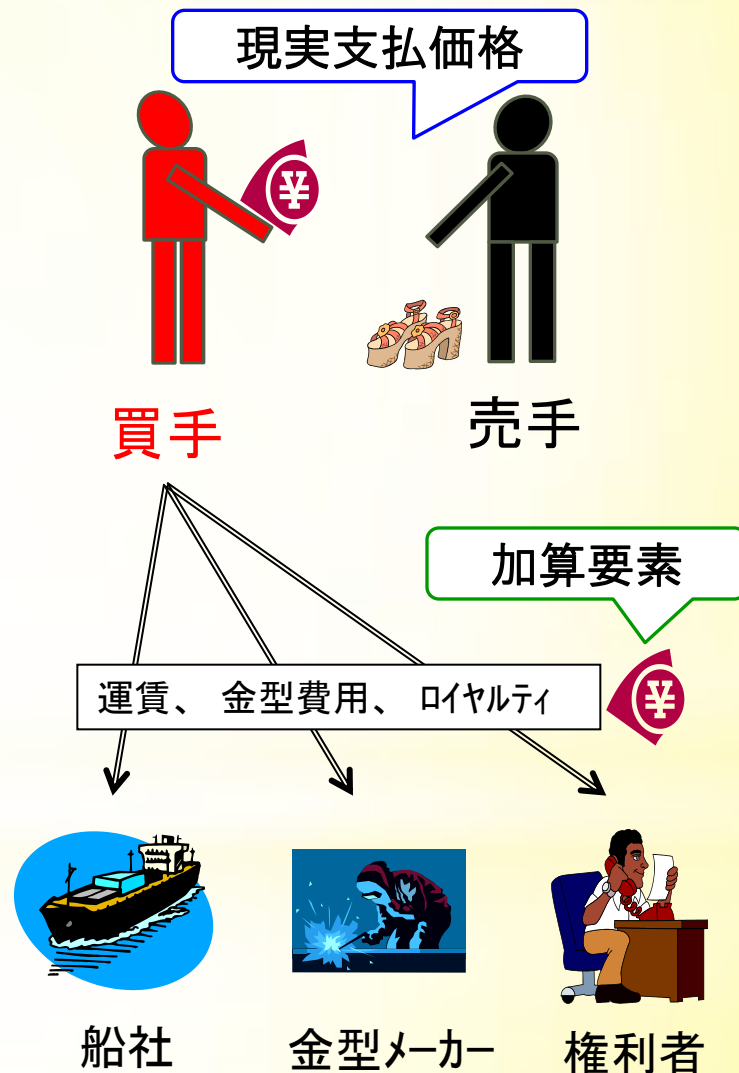 現実支払価格
¥
買手
売手
加算要素
運賃、 金型費用、 ロイヤルティ
¥
船社
金型メーカー
権利者